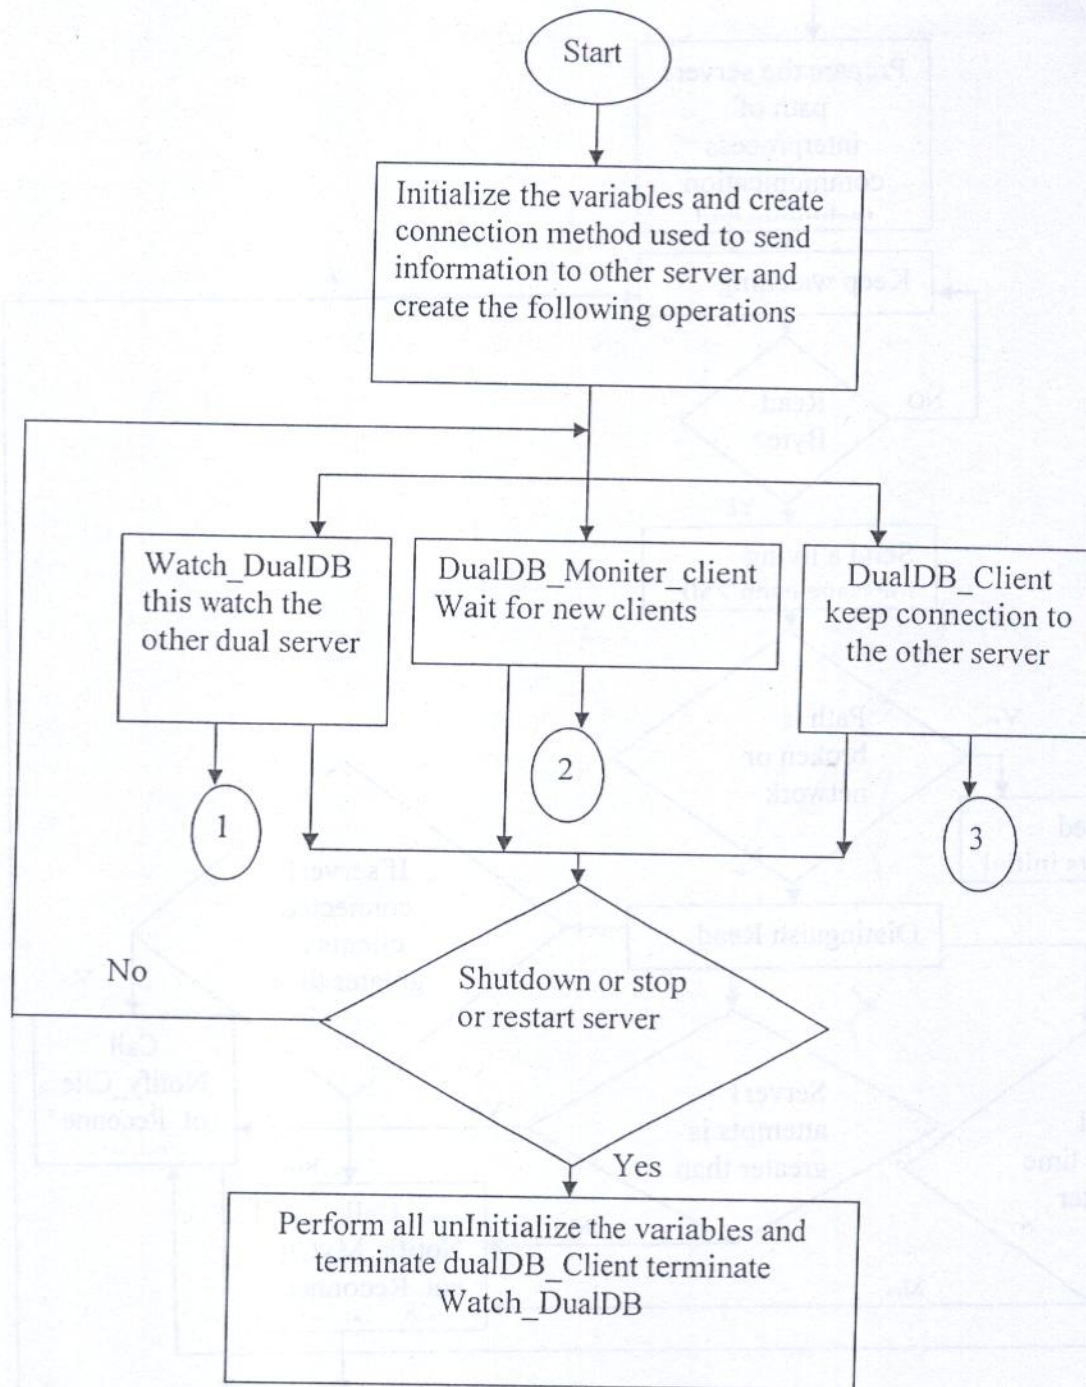 Start
Initialize the variables and create
connection method used to send
information to other server and
create the following operations
Watch_DualDB
this watch the
other dual server
DualDB_Moniter_client
Wait for new clients
DualDB_Client
keep connection to
the other server
1
2
3
No
Shutdown or stop
or restart server
Yes
Perform all unInitialize the variables and
terminate dualDB_Client terminate
Watch_DualDB